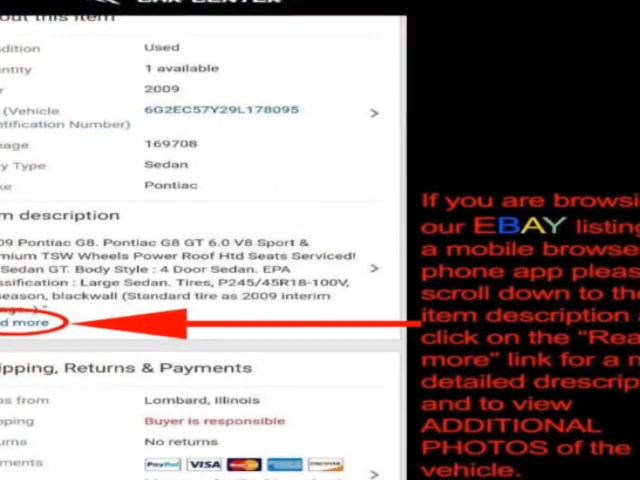 CAR CENTER
out this item
dition Used
ntity 1 available
r 2009
(Vehicle 6G2EC57Y29L178095
ntification Number)
eage 169708
y Type Sedan
ke Pontiac
m description
09 Pontiac G8. Pontiac G8 GT 6.0 V8 Sport &
mium TSW Wheels Power Roof Htd Seats Serviced!
Sedan GT. Body Style : 4 Door Sedan. EPA
ssification : Large Sedan. Tires, P245/45R18-100V,
season, blackwall (Standard tire as 2009 interim
d more
ipping, Returns & Payments
s from Lombard, Illinois
pping Buyer is responsible
urns No returns
ments PayPal VISA DISCOVER
If you are browsi
our EBAY listing
a mobile browse
phone app pleas
scroll down to th
item description
click on the "Rea
more" link for a m
detailed drescrip
and to view
ADDITIONAL
PHOTOS of the
vehicle.